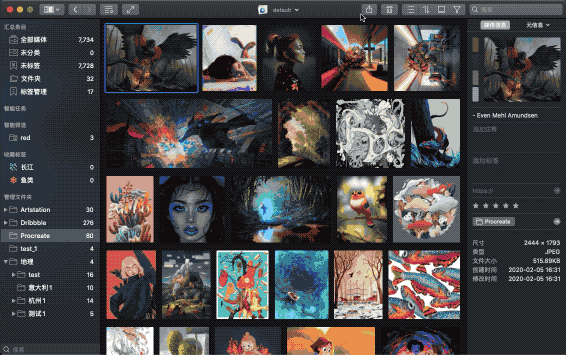 default
搜索
汇总条目
全部媒体 7,734
未分类 0
未标签 7,728
文件夹 32
标签管理 17
智能任务
智能筛选
red 3
收藏标签
长江 0
鱼类 0
管理文件夹
Artstation 30
Dribbble 276
Procreate 60
test_1 4
地理 4
test 16
意大利 1 0
杭州 1 14
测试 1 5
搜索
媒体信息
元信息
- Even Mehl Amundsen
添加注释
添加标签
https://
Procreate
尺寸 2444 × 1793
类型 JPEG
文件大小 515.89KB
创建时间 2020-02-05 16:31
修改时间 2020-02-05 16:31